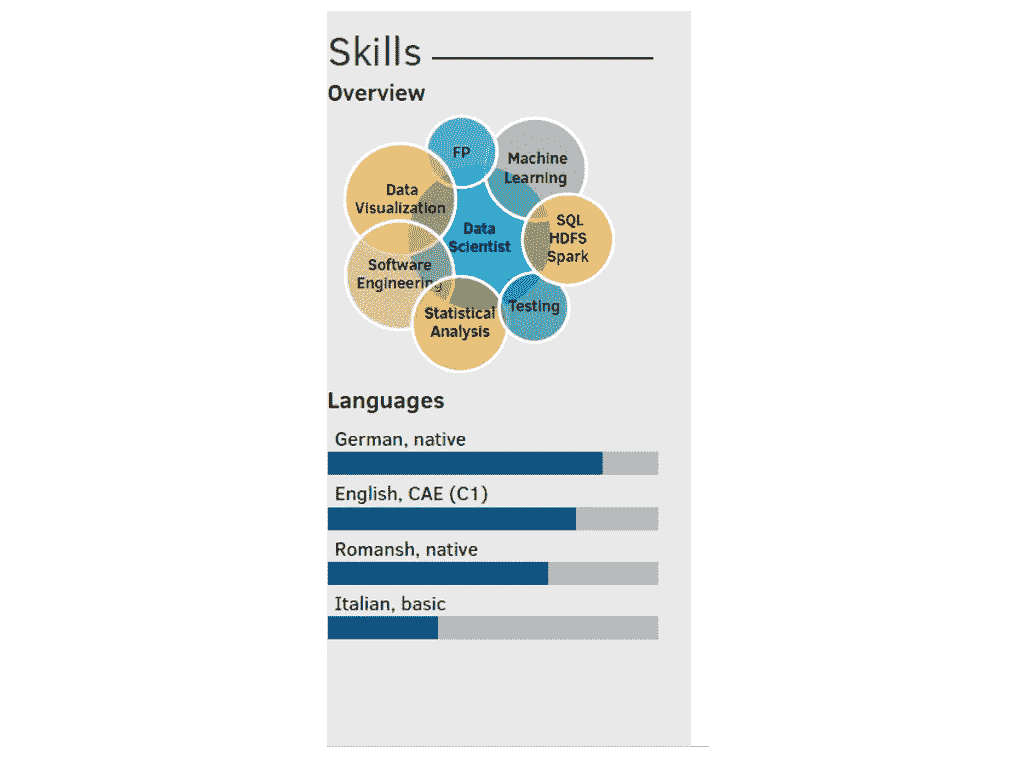 Skills
Overview
FP
Machine
Learning
Data
Visualization
SQL
HDFS
Spark
Data
Scientist
Software
Engineering
Testing
Statistical
Analysis
Languages
German, native
English, CAE (C1)
Romansh, native
Italian, basic